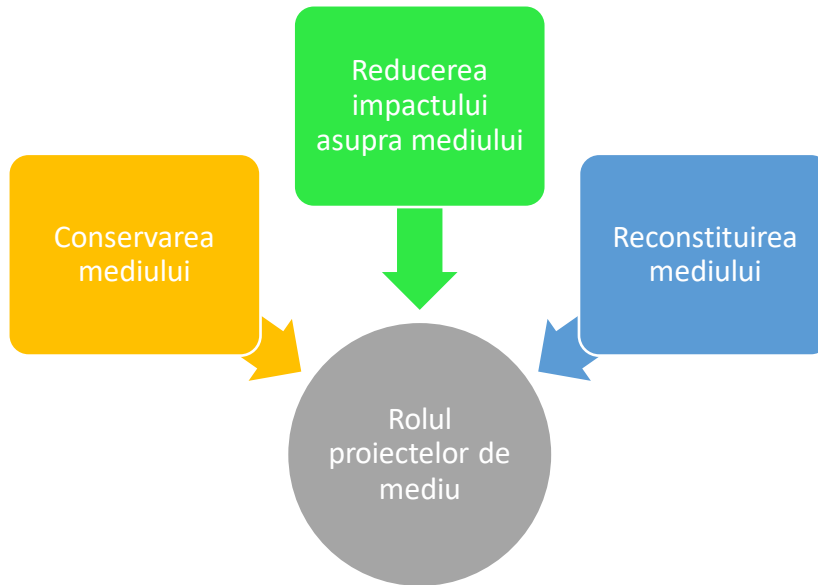 Reducerea
impactului
asupra mediului
Conservarea
mediului
Reconstituirea
mediului
Rolul
proiectelor de
mediu